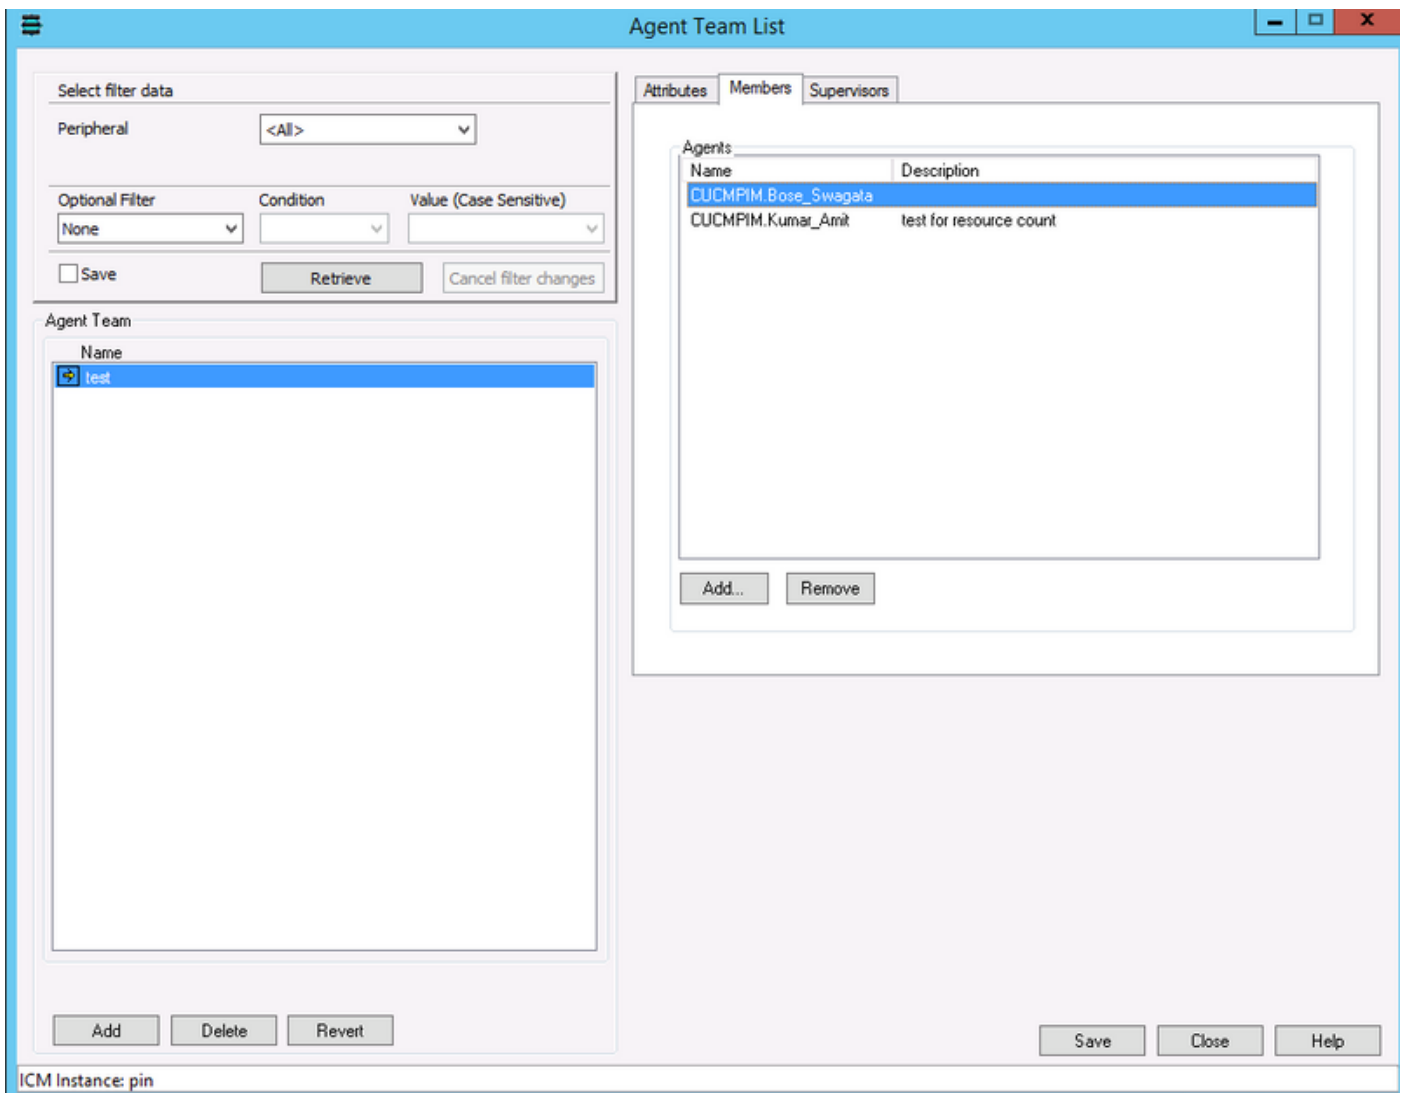 Agent Team List
Select filter data
Peripheral
<All>
Optional Filter Condition Value (Case Sensitive)
None
Save Retrieve Cancel filter changes
Agent Team
Name
test
Add Delete Revert
Attributes Members Supervisors
Agents
Name Description
CUCMPIM.Bose_Swagata
CUCMPIM.Kumar_Amit test for resource count
Add... Remove
Save Close Help
ICM Instance: pin